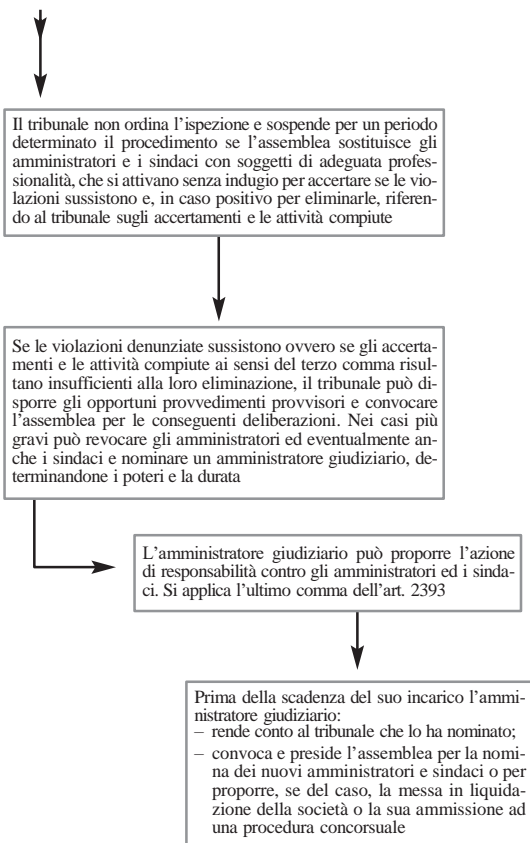 Il tribunale non ordina l'ispezione e sospende per un periodo
determinato il procedimento se l'assemblea sostituisce gli
amministratori e i sindaci con soggetti di adeguata profes-
sionalità, che si attivano senza indugio per accertare se le vio-
lazioni sussistono e, in caso positivo per eliminarle, riferen-
do al tribunale sugli accertamenti e le attività compiute
Se le violazioni denunziate sussistono ovvero se gli accerta-
menti e le attività compiute ai sensi del terzo comma risul-
tano insufficienti alla loro eliminazione, il tribunale può di-
sporre gli opportuni provvedimenti provvisori e convocare
l'assemblea per le conseguenti deliberazioni. Nei casi più
gravi può revocare gli amministratori ed eventualmente an-
che i sindaci e nominare un amministratore giudiziario, de-
terminandone i poteri e la durata
L'amministratore giudiziario può proporre l'azione
di responsabilità contro gli amministratori ed i sinda-
ci. Si applica l'ultimo comma dell'art. 2393
Prima della scadenza del suo incarico l'ammi-
nistratore giudiziario:
– rende conto al tribunale che lo ha nominato;
– convoca e presiede l'assemblea per la nomi-
na dei nuovi amministratori e sindaci o per
proporre, se del caso, la messa in liquida-
zione della società o la sua ammissione ad
una procedura concorsuale